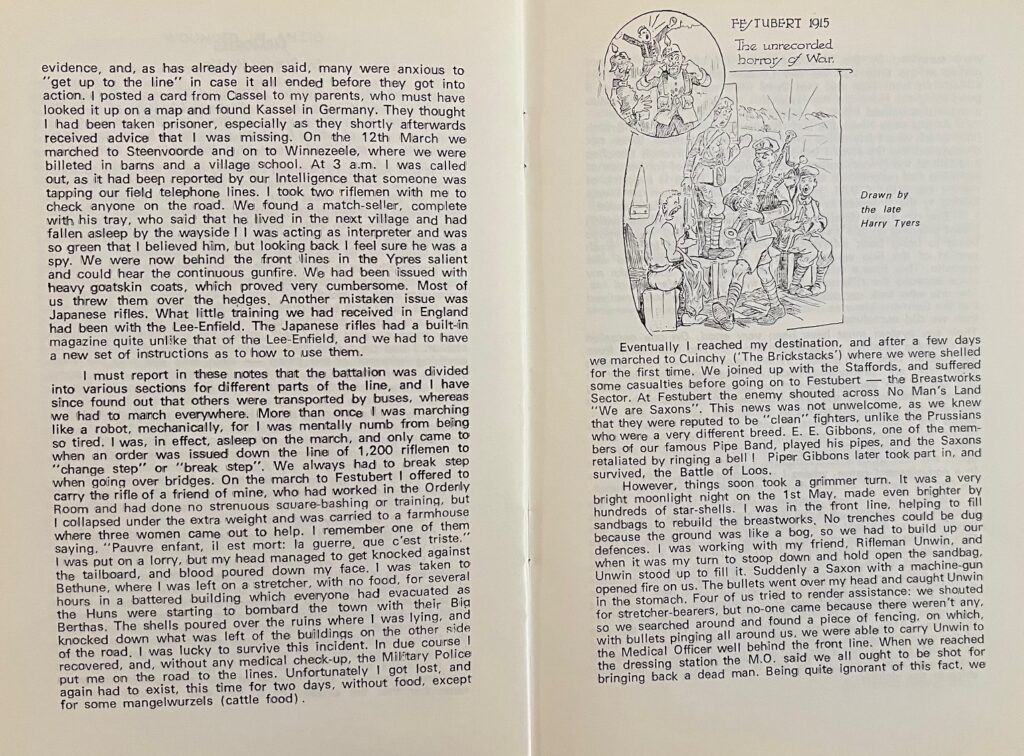 evidence, and, as has already been said, many were anxious to
"get up to the line" in case it all ended before they got into
action. I posted a card from Cassel to my parents, who must have
looked it up on a map and found Kassel in Germany. They thought
I had been taken prisoner, especially as they shortly afterwards
received advice that I was missing. On the 12th March we
marched to Steenvoorde and on to Winnezeele, where we were
billeted in barns and a village school. At 3 a.m. I was called
out, as it had been reported by our Intelligence that someone was
tapping our field telephone lines. I took two riflemen with me to
check anyone on the road. We found a match-seller, complete
with his tray, who said that he lived in the next village and had
fallen asleep by the wayside ! I was acting as interpreter and was
so green that I believed him, but looking back I feel sure he was a
spy. We were now behind the front lines in the Ypres salient
and could hear the continuous gunfire. We had been issued with
heavy goatskin coats, which proved very cumbersome. Most of
us threw them over the hedges. Another mistaken issue was
Japanese rifles. What little training we had received in England
had been with the Lee-Enfield. The Japanese rifles had a built-in
magazine quite unlike that of the Lee-Enfield, and we had to have
a new set of instructions as to how to use them.
I must report in these notes that the battalion was divided
into various sections for different parts of the line, and I have
since found out that others were transported by buses, whereas
we had to march everywhere. More than once I was marching
like a robot, mechanically, for I was mentally numb from being
so tired. I was, in effect, asleep on the march, and only came to
when an order was issued down the line of 1,200 riflemen to
"change step" or "break step". We always had to break step
when going over bridges. On the march to Festubert I offered to
carry the rifle of a friend of mine, who had worked in the Orderly
Room and had done no strenuous square-bashing or training, but
I collapsed under the extra weight and was carried to a farmhouse
where three women came out to help. I remember one of them
saying, "Pauvre enfant, il est mort: la guerre, que c'est triste."
I was put on a lorry, but my head managed to get knocked against
the tailboard, and blood poured down my face. I was taken to
Bethune, where I was left on a stretcher, with no food, for several
hours in a battered building which everyone had evacuated as
the Huns were starting to bombard the town with their Big
Berthas. The shells poured over the ruins where I was lying, and
knocked down what was left of the buildings on the other side
of the road. I was lucky to survive this incident. In due course I
recovered, and, without any medical check-up, the Military Police
put me on the road to the lines. Unfortunately I got lost, and
again had to exist, this time for two days, without food, except
for some mangelwurzels (cattle food).
FESTUBERT 1915
The unrecorded
horrors of War.
Drawn by
the late
Harry Tyers
Eventually I reached my destination, and after a few days
we marched to Cuinchy ('The Brickstacks') where we were shelled
for the first time. We joined up with the Staffords, and suffered
some casualties before going on to Festubert — the Breastworks
Sector. At Festubert the enemy shouted across No Man's Land
"We are Saxons". This news was not unwelcome, as we knew
that they were reputed to be "clean" fighters, unlike the Prussians
who were a very different breed. E. E. Gibbons, one of the mem-
bers of our famous Pipe Band, played his pipes, and the Saxons
retaliated by ringing a bell ! Piper Gibbons later took part in, and
survived, the Battle of Loos.
However, things soon took a grimmer turn. It was a very
bright moonlight night on the 1st May, made even brighter by
hundreds of star-shells. I was in the front line, helping to fill
sandbags to rebuild the breastworks. No trenches could be dug
because the ground was like a bog, so we had to build up our
defences. I was working with my friend, Rifleman Unwin, and
when it was my turn to stoop down and hold open the sandbag,
Unwin stood up to fill it. Suddenly a Saxon with a machine-gun
opened fire on us. The bullets went over my head and caught Unwin
in the stomach. Four of us tried to render assistance: we shouted
for stretcher-bearers, but no-one came because there weren't any,
so we searched around and found a piece of fencing, on which,
with bullets pinging all around us, we were able to carry Unwin to
the Medical Officer well behind the front line. When we reached
the dressing station the M.O. said we all ought to be shot for
bringing back a dead man. Being quite ignorant of this fact, we